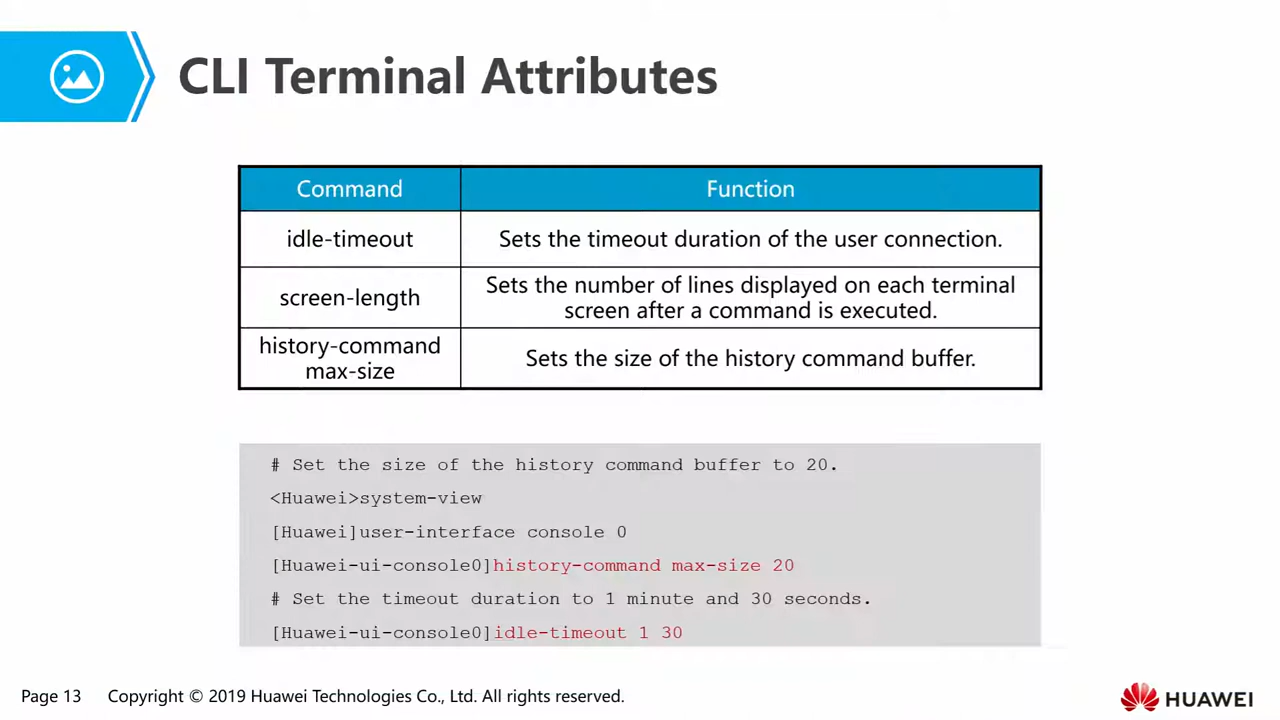 CLI Terminal Attributes
Command
Function
idle-timeout
Sets the timeout duration of the user connection.
screen-length
Sets the number of lines displayed on each terminal
screen after a command is executed.
history-command
max-size
Sets the size of the history command buffer.
# Set the size of the history command buffer to 20.
<Huawei>system-view
[Huawei]user-interface console 0
[Huawei-ui-console0]history-command max-size 20
# Set the timeout duration to 1 minute and 30 seconds.
[Huawei-ui-console0]idle-timeout 1 30
Page 13 Copyright © 2019 Huawei Technologies Co., Ltd. All rights reserved.
HUAWEI